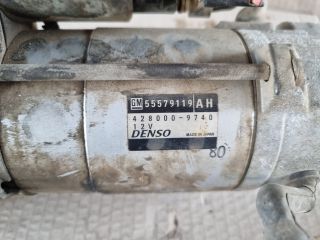 GM 55579119 AH
428000-9740
12V
DENSO MADE IN JAPAN
80